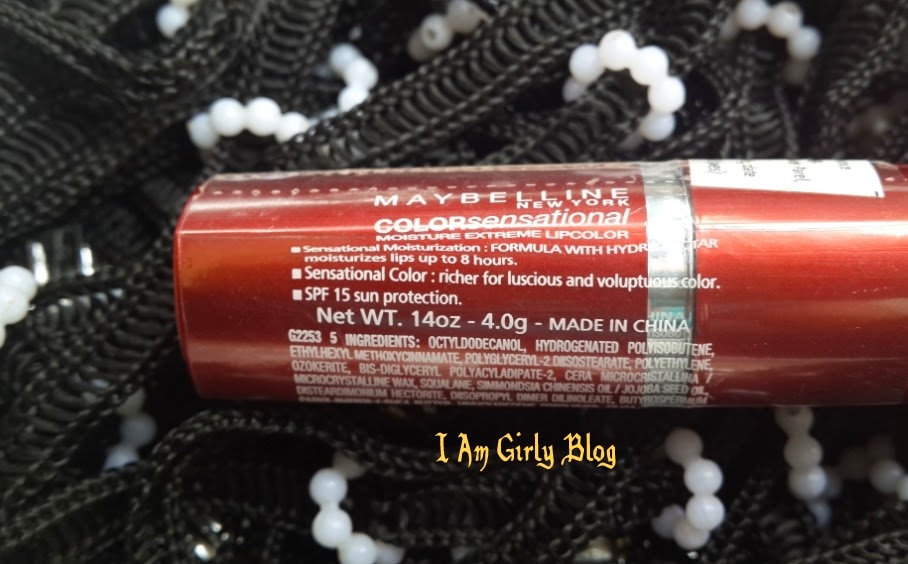 MAYBELLINE
NEW YORK
COLORsensational
MOISTURE EXTREME LIPCOLOR
Sensational Moisturization : FORMULA WITH HYDR NECTAR
moisturizes lips up to 8 hours.
Sensational Color : richer for luscious and voluptuous color.
SPF 15 sun protection.
Net WT. 14oz - 4.0g - MADE IN CHINA
G2253 5 INGREDIENTS: OCTYLDODECANOL, HYDROGENATED POLYISOBUTENE,
ETHYLHEXYL METHOXYCINNAMATE, POLYGLYCERYL-2 DIISOSTEARATE, POLYETHYLENE,
OZOKERITE, BIS-DIGLYCERYL POLYACYLADIPATE-2, CERA MICROCRISTALLINA /
MICROCRYSTALLINE WAX, SQUALANE, SIMMONDSIA CHINENSIS OIL / JOJOBA SEED OIL,
DISTEARDIMONIUM HECTORITE, DIISOPROPYL DIMER DILINOLEATE, BUTYROSPERMUM
I Am Girly Blog